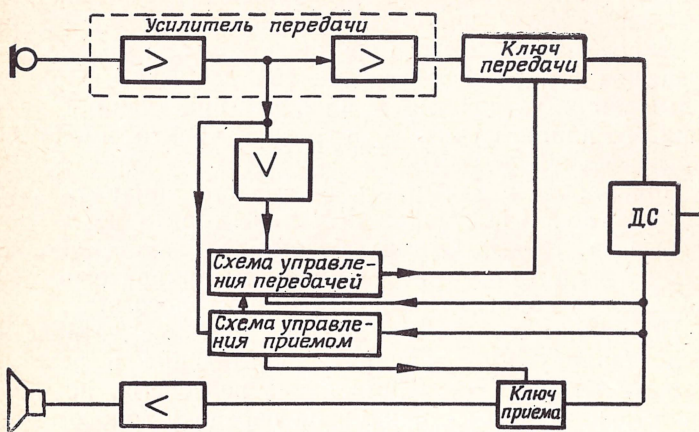 Усилитель передачи
>
>
Ключ
передачи
>
ДС
Схема управле-
ния передачей
Схема управле-
ния приемом
<
Ключ
приема